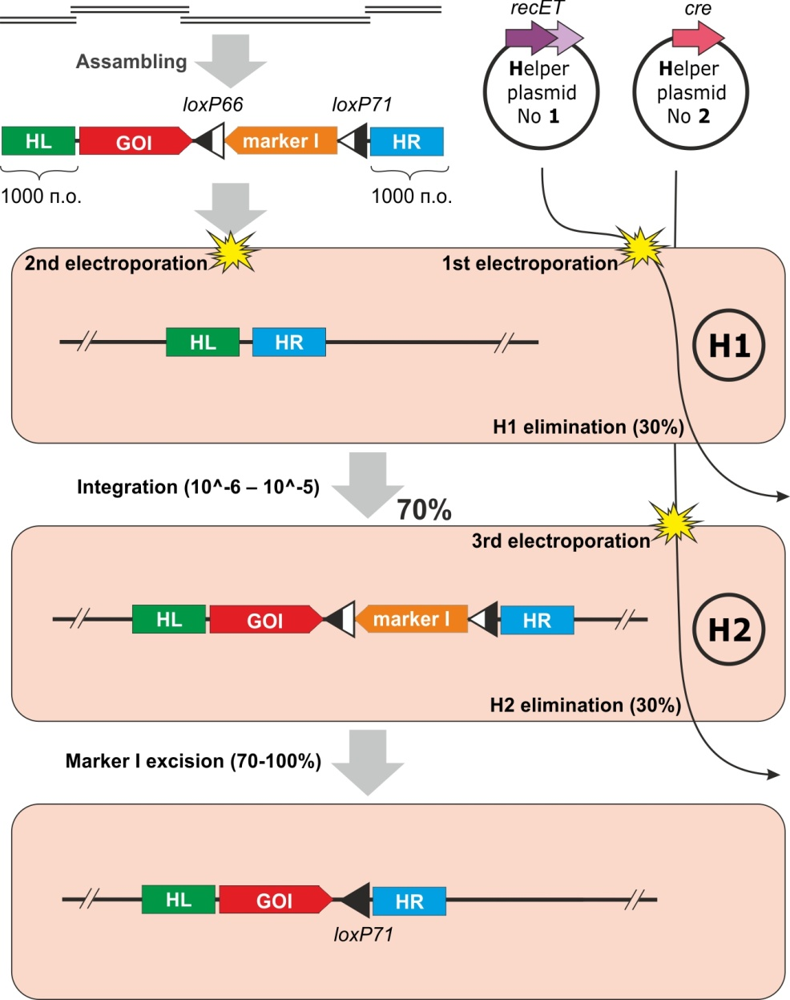 recET
cre
Assambling
Helper
plasmid
No 1
Helper
plasmid
No 2
loxP66
loxP71
HL
GOI
marker I
HR
1000 п.о.
1000 п.о.
2nd electroporation
1st electroporation
HL
HR
H1
H1 elimination (30%)
Integration (10^-6 – 10^-5)
70%
3rd electroporation
HL
GOI
marker I
HR
H2
H2 elimination (30%)
Marker I excision (70-100%)
HL
GOI
HR
loxP71